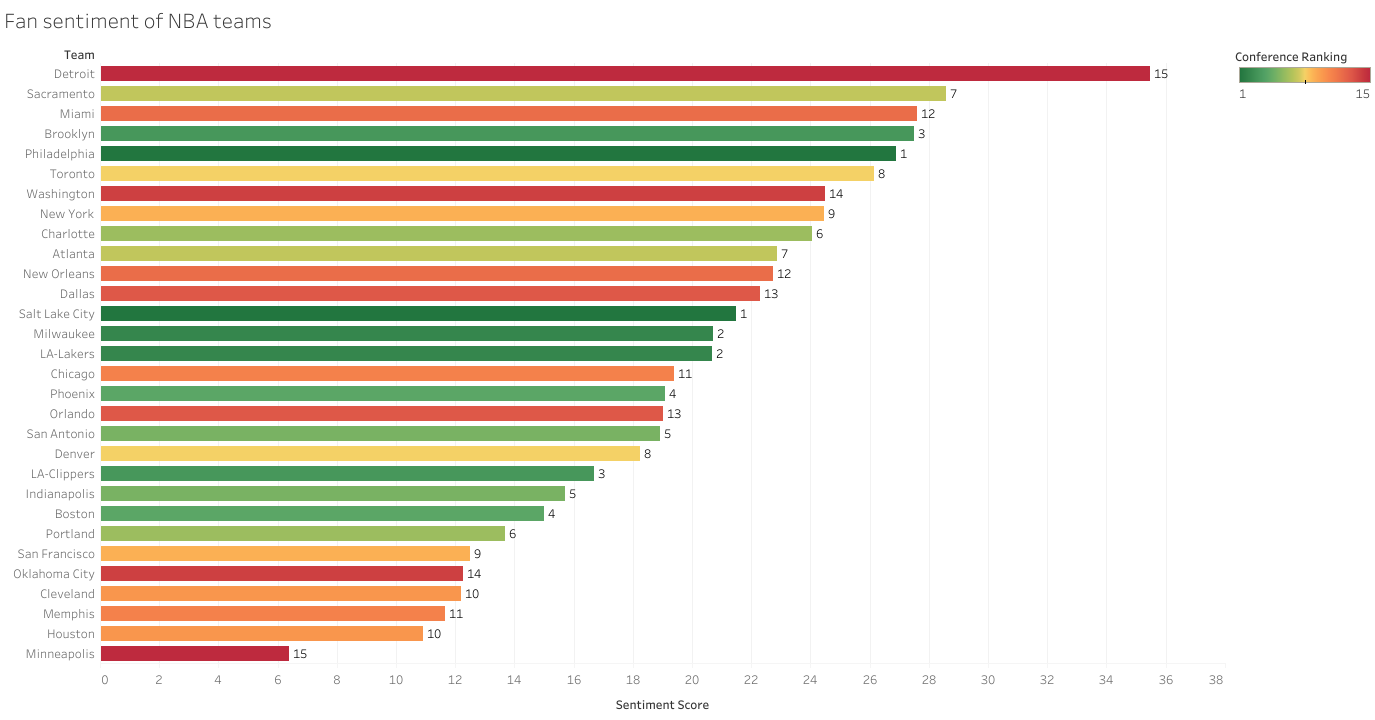 Fan sentiment of NBA teams
Team
Conference Ranking
1 15
Detroit 15
Sacramento 7
Miami 12
Brooklyn 3
Philadelphia 1
Toronto 8
Washington 14
New York 9
Charlotte 6
Atlanta 7
New Orleans 12
Dallas 13
Salt Lake City 1
Milwaukee 2
LA-Lakers 2
Chicago 11
Phoenix 4
Orlando 13
San Antonio 5
Denver 8
LA-Clippers 3
Indianapolis 5
Boston 4
Portland 6
San Francisco 9
Oklahoma City 14
Cleveland 10
Memphis 11
Houston 10
Minneapolis 15
0 2 4 6 8 10 12 14 16 18 20 22 24 26 28 30 32 34 36 38
Sentiment Score